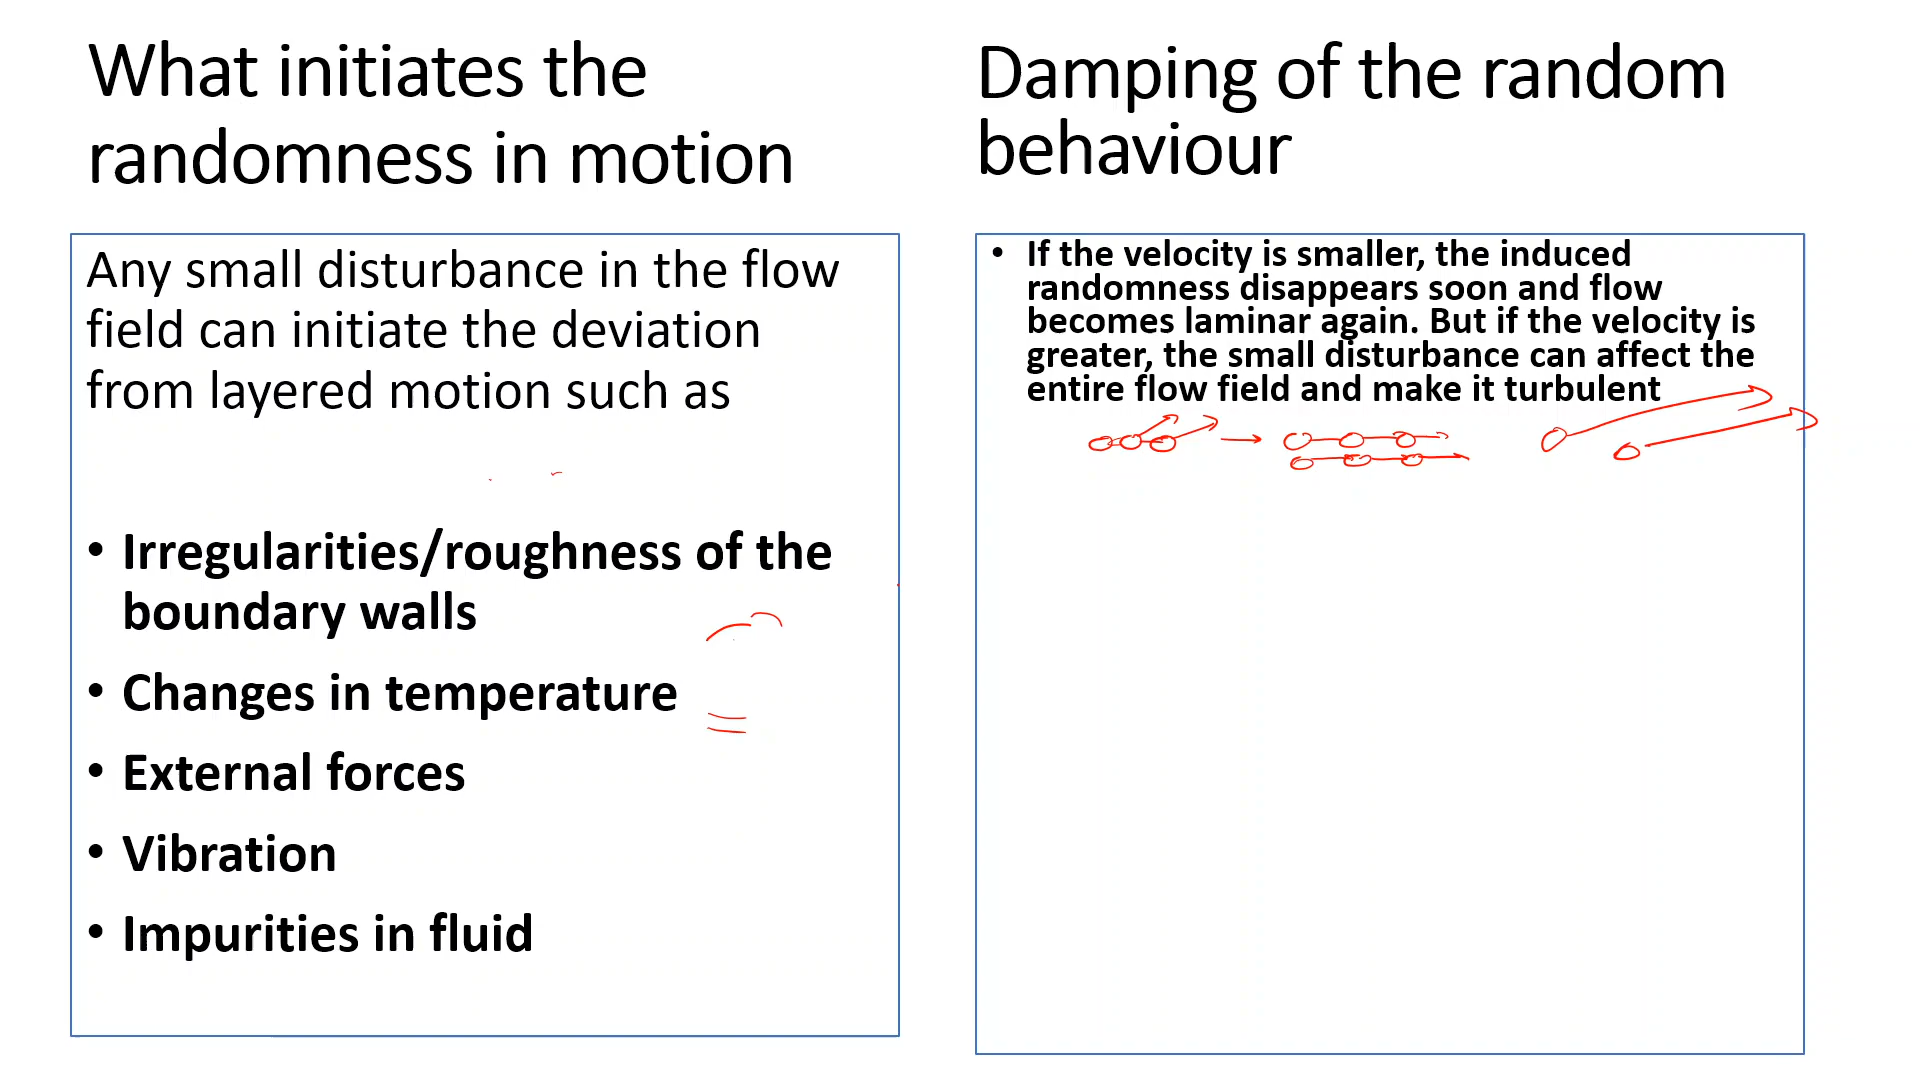 What initiates the
randomness in motion
Any small disturbance in the flow
field can initiate the deviation
from layered motion such as
• Irregularities/roughness of the
boundary walls
• Changes in temperature
• External forces
• Vibration
• Impurities in fluid
Damping of the random
behaviour
• If the velocity is smaller, the induced
randomness disappears soon and flow
becomes laminar again. But if the velocity is
greater, the small disturbance can affect the
entire flow field and make it turbulent